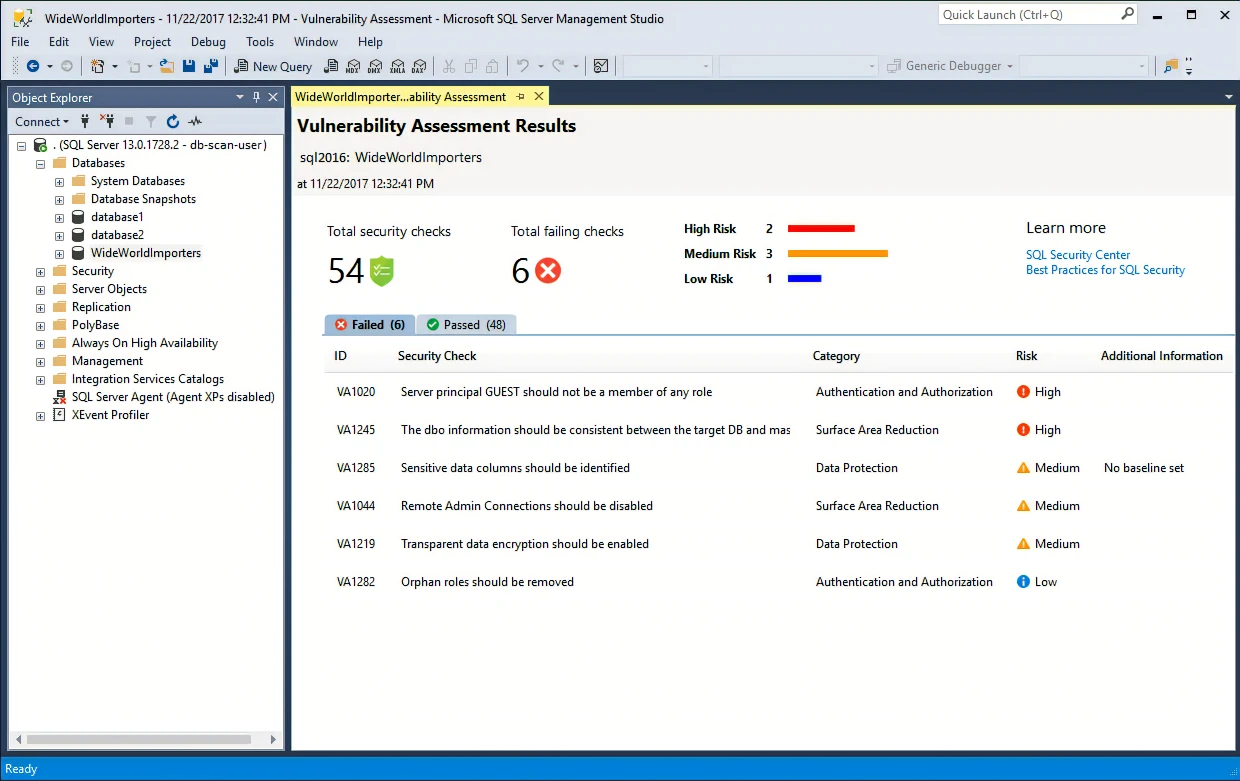 WideWorldImporters - 11/22/2017 12:32:41 PM - Vulnerability Assessment - Microsoft SQL Server Management Studio
Quick Launch (Ctrl+Q)
File Edit View Project Debug Tools Window Help
New Query
MDX
DMX
XMLA
DAX
Generic Debugger
Object Explorer
Connect
. (SQL Server 13.0.1728.2 - db-scan-user)
Databases
System Databases
Database Snapshots
database1
database2
WideWorldImporters
Security
Server Objects
Replication
PolyBase
Always On High Availability
Management
Integration Services Catalogs
SQL Server Agent (Agent XPs disabled)
XEvent Profiler
WideWorldImporter...ability Assessment
Vulnerability Assessment Results
sql2016: WideWorldImporters
at 11/22/2017 12:32:41 PM
Total security checks
54
Total failing checks
6
High Risk 2
Medium Risk 3
Low Risk 1
Learn more
SQL Security Center
Best Practices for SQL Security
Failed (6) Passed (48)
ID Security Check Category Risk Additional Information
VA1020 Server principal GUEST should not be a member of any role Authentication and Authorization High
VA1245 The dbo information should be consistent between the target DB and mas Surface Area Reduction High
VA1285 Sensitive data columns should be identified Data Protection Medium No baseline set
VA1044 Remote Admin Connections should be disabled Surface Area Reduction Medium
VA1219 Transparent data encryption should be enabled Data Protection Medium
VA1282 Orphan roles should be removed Authentication and Authorization Low
Ready